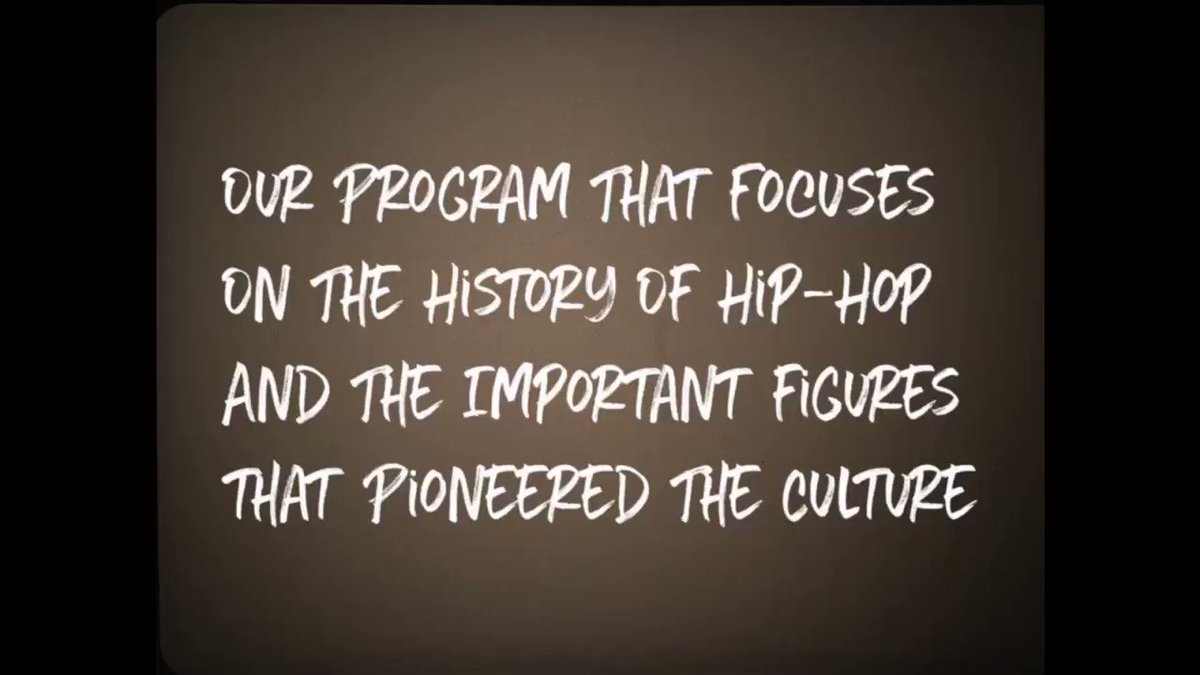 OUR PROGRAM THAT FOCUSES
ON THE HiSTORY OF HiP-HOP
AND THE IMPORTANT FiGURES
THAT PiONEERED THE CULTURE